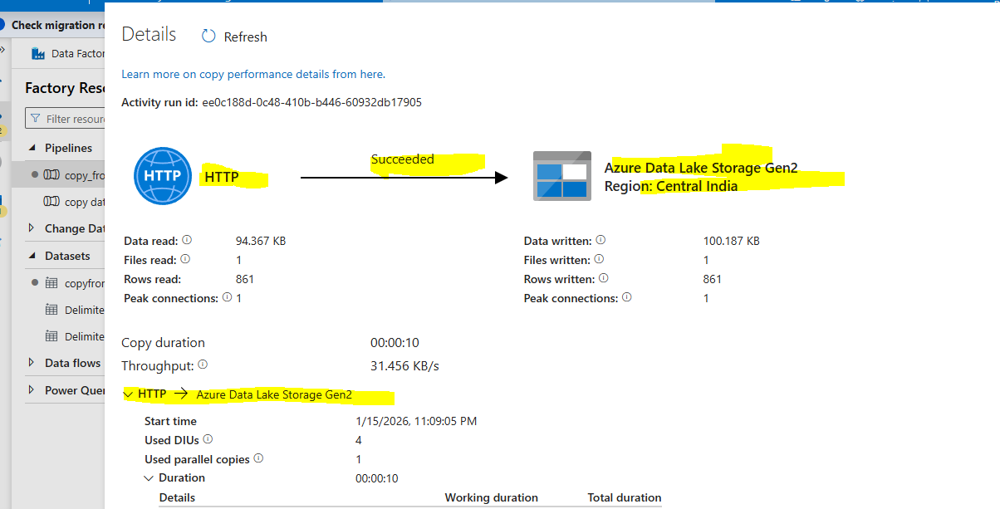 Check migration re
Data Factor
Factory Reso
Filter resour
Pipelines
copy_fro
copy dat
Change Dat
Datasets
copyfror
Delimite
Delimite
Data flows
Power Quer
Details
Refresh
Learn more on copy performance details from here.
Activity run id: ee0c188d-0c48-410b-b446-60932db17905
HTTP
HTTP
Succeeded
Azure Data Lake Storage Gen2
Region: Central India
Data read: 94.367 KB
Files read: 1
Rows read: 861
Peak connections: 1
Data written: 100.187 KB
Files written: 1
Rows written: 861
Peak connections: 1
Copy duration 00:00:10
Throughput: 31.456 KB/s
HTTP → Azure Data Lake Storage Gen2
Start time 1/15/2026, 11:09:05 PM
Used DIUs 4
Used parallel copies 1
Duration 00:00:10
Details Working duration Total duration